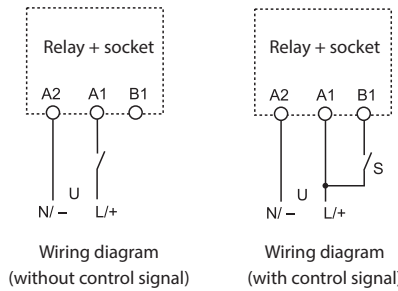 Relay + socket
A2 A1 B1
U
N/ – L/+
Wiring diagram
(without control signal)
Relay + socket
A2 A1 B1
S
U
N/ – L/+
Wiring diagram
(with control signal)